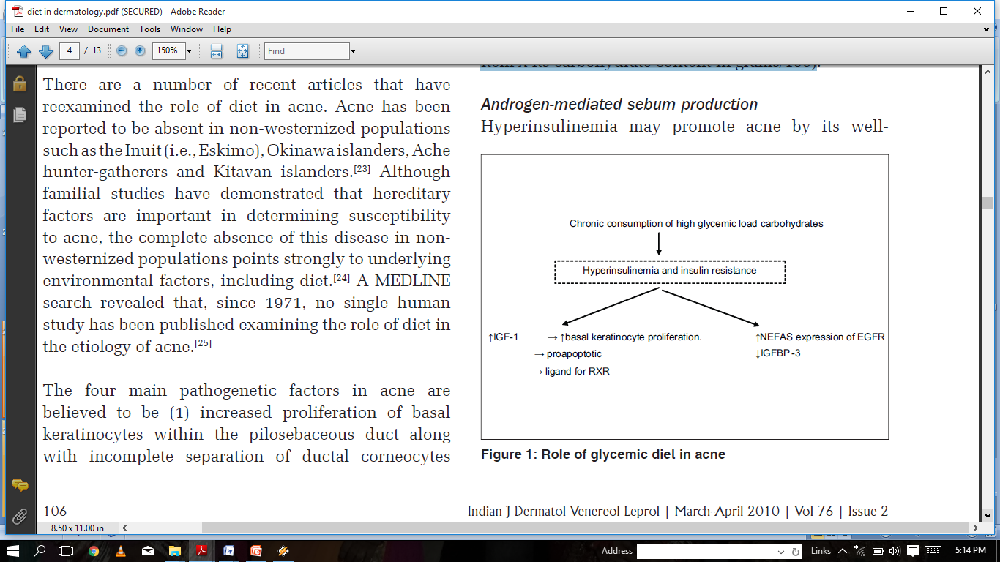 diet in dermatology.pdf (SECURED) - Adobe Reader
File Edit View Document Tools Window Help
4 / 13 150% Find
There are a number of recent articles that have
reexamined the role of diet in acne. Acne has been
reported to be absent in non-westernized populations
such as the Inuit (i.e., Eskimo), Okinawa islanders, Ache
hunter-gatherers and Kitavan islanders.[23] Although
familial studies have demonstrated that hereditary
factors are important in determining susceptibility
to acne, the complete absence of this disease in non-
westernized populations points strongly to underlying
environmental factors, including diet.[24] A MEDLINE
search revealed that, since 1971, no single human
study has been published examining the role of diet in
the etiology of acne.[25]
The four main pathogenetic factors in acne are
believed to be (1) increased proliferation of basal
keratinocytes within the pilosebaceous duct along
with incomplete separation of ductal corneocytes
106
Androgen-mediated sebum production
Hyperinsulinemia may promote acne by its well-
Chronic consumption of high glycemic load carbohydrates
Hyperinsulinemia and insulin resistance
↑IGF-1 → ↑basal keratinocyte proliferation.
→ proapoptotic
→ ligand for RXR
↑NEFAS expression of EGFR
↓IGFBP-3
Figure 1: Role of glycemic diet in acne
Indian J Dermatol Venereol Leprol | March-April 2010 | Vol 76 | Issue 2
8.50 x 11.00 in
Address Links 5:14 PM